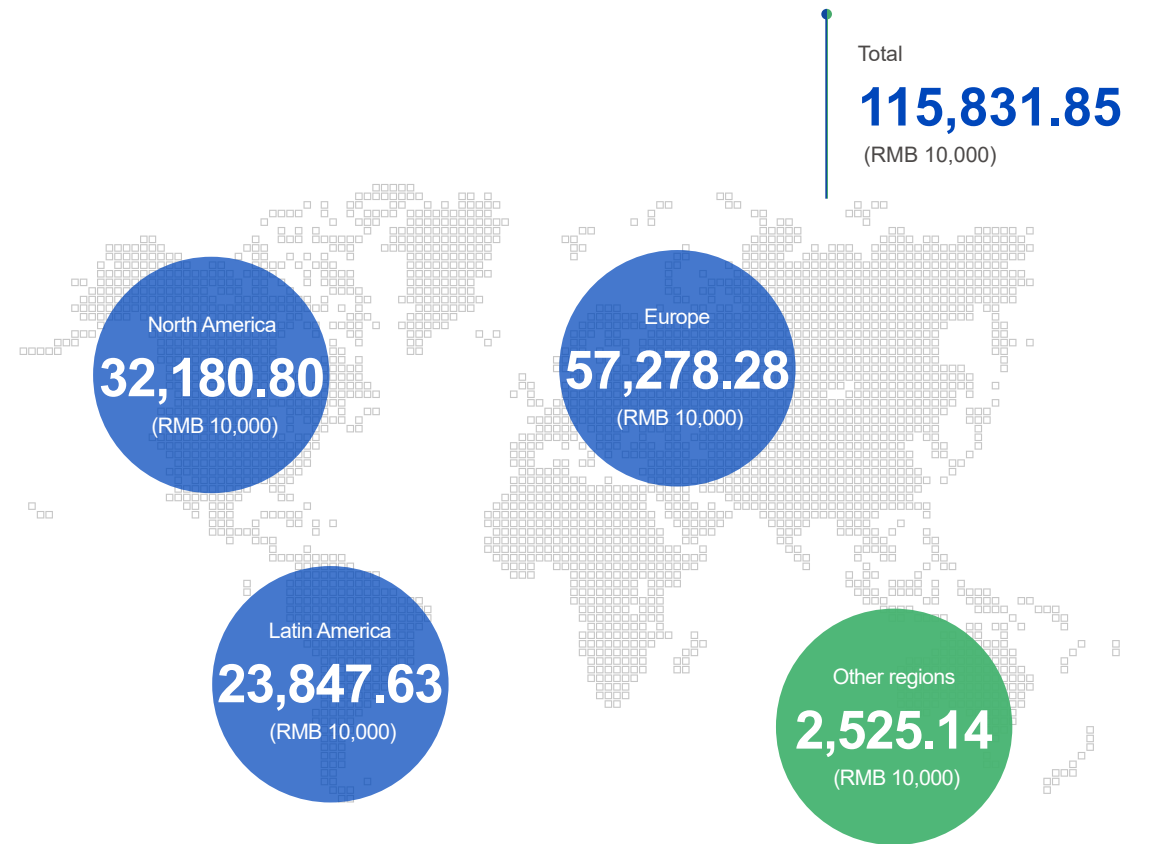 Total
115,831.85
(RMB 10,000)
North America
32,180.80
(RMB 10,000)
Europe
57,278.28
(RMB 10,000)
Latin America
23,847.63
(RMB 10,000)
Other regions
2,525.14
(RMB 10,000)